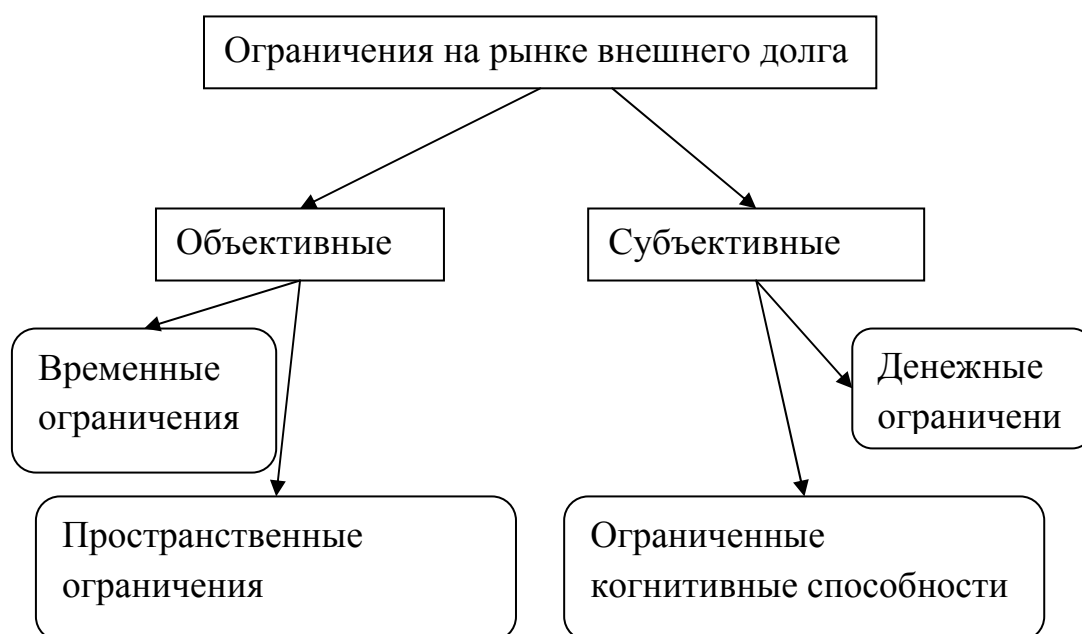 Ограничения на рынке внешнего долга
Объективные
Субъективные
Временные
ограничения
Денежные
ограничени
Пространственные
ограничения
Ограниченные
когнитивные способности